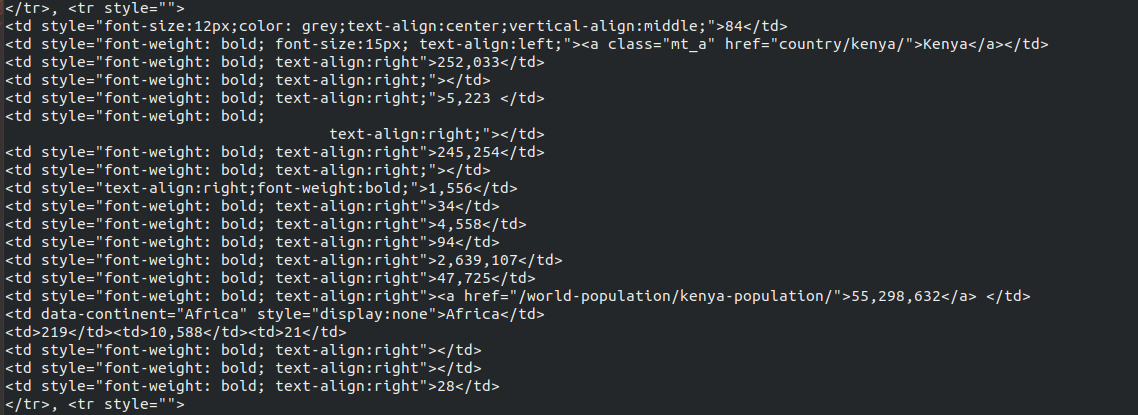 </tr>, <tr style="">
<td style="font-size:12px;color: grey;text-align:center;vertical-align:middle;">84</td>
<td style="font-weight: bold; font-size:15px; text-align:left;"><a class="mt_a" href="country/kenya/">Kenya</a></td>
<td style="font-weight: bold; text-align:right">252,033</td>
<td style="font-weight: bold; text-align:right;"></td>
<td style="font-weight: bold; text-align:right;">5,223 </td>
<td style="font-weight: bold;
                                    text-align:right;"></td>
<td style="font-weight: bold; text-align:right">245,254</td>
<td style="font-weight: bold; text-align:right;"></td>
<td style="text-align:right;font-weight:bold;">1,556</td>
<td style="font-weight: bold; text-align:right">34</td>
<td style="font-weight: bold; text-align:right">4,558</td>
<td style="font-weight: bold; text-align:right">94</td>
<td style="font-weight: bold; text-align:right">2,639,107</td>
<td style="font-weight: bold; text-align:right">47,725</td>
<td style="font-weight: bold; text-align:right"><a href="/world-population/kenya-population/">55,298,632</a> </td>
<td data-continent="Africa" style="display:none">Africa</td>
<td>219</td><td>10,588</td><td>21</td>
<td style="font-weight: bold; text-align:right"></td>
<td style="font-weight: bold; text-align:right"></td>
<td style="font-weight: bold; text-align:right">28</td>
</tr>, <tr style="">